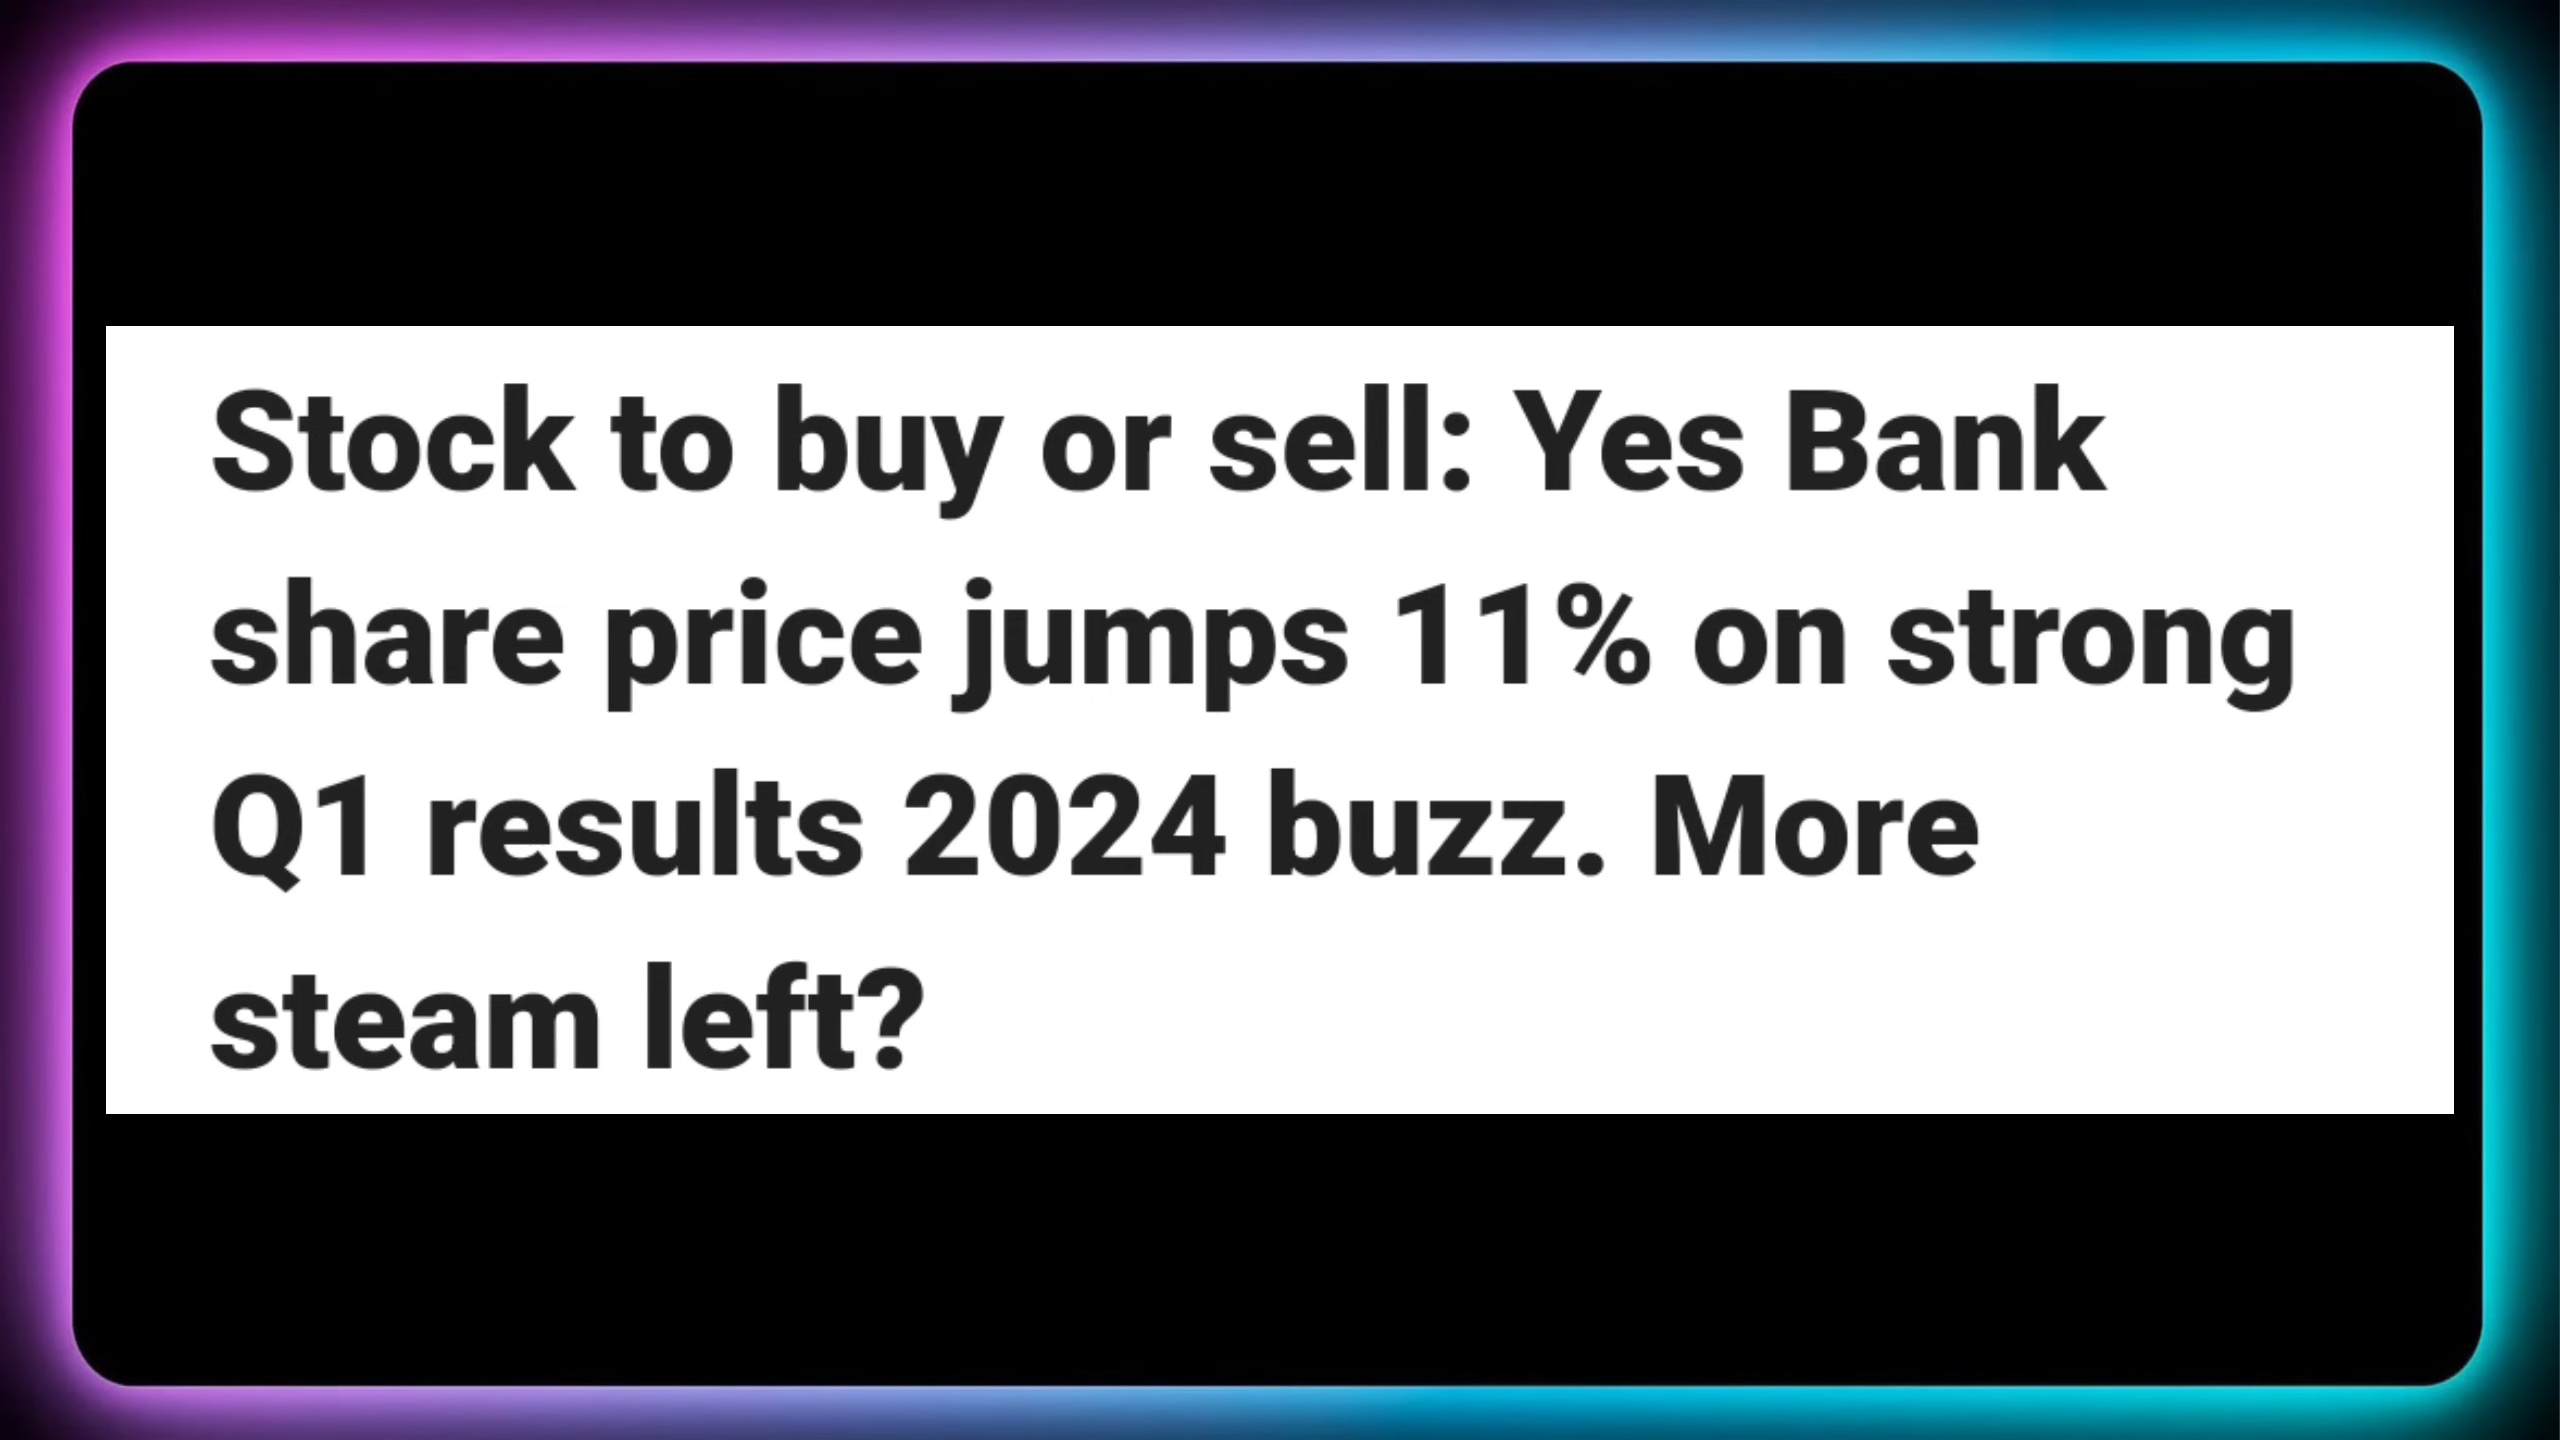 Stock to buy or sell: Yes Bank
share price jumps 11% on strong
Q1 results 2024 buzz. More
steam left?